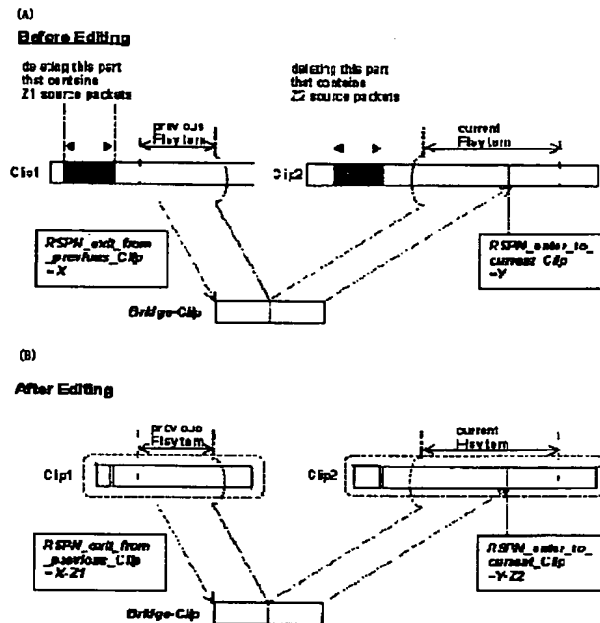 (A)
Before Editing
deleting this part
that contains
Z1 source packets
deleting this part
that contains
Z2 source packets
previous
PlayItem
current
PlayItem
Clip1
Clip2
RSPN_exit_from
_previous_Clip
=X
RSPN_enter_to_
current_Clip
=Y
Bridge-Clip
(B)
After Editing
previous
PlayItem
current
PlayItem
Clip1
Clip2
RSPN_exit_from
_previous_Clip
=X-Z1
RSPN_enter_to_
current_Clip
=Y-Z2
Bridge-Clip